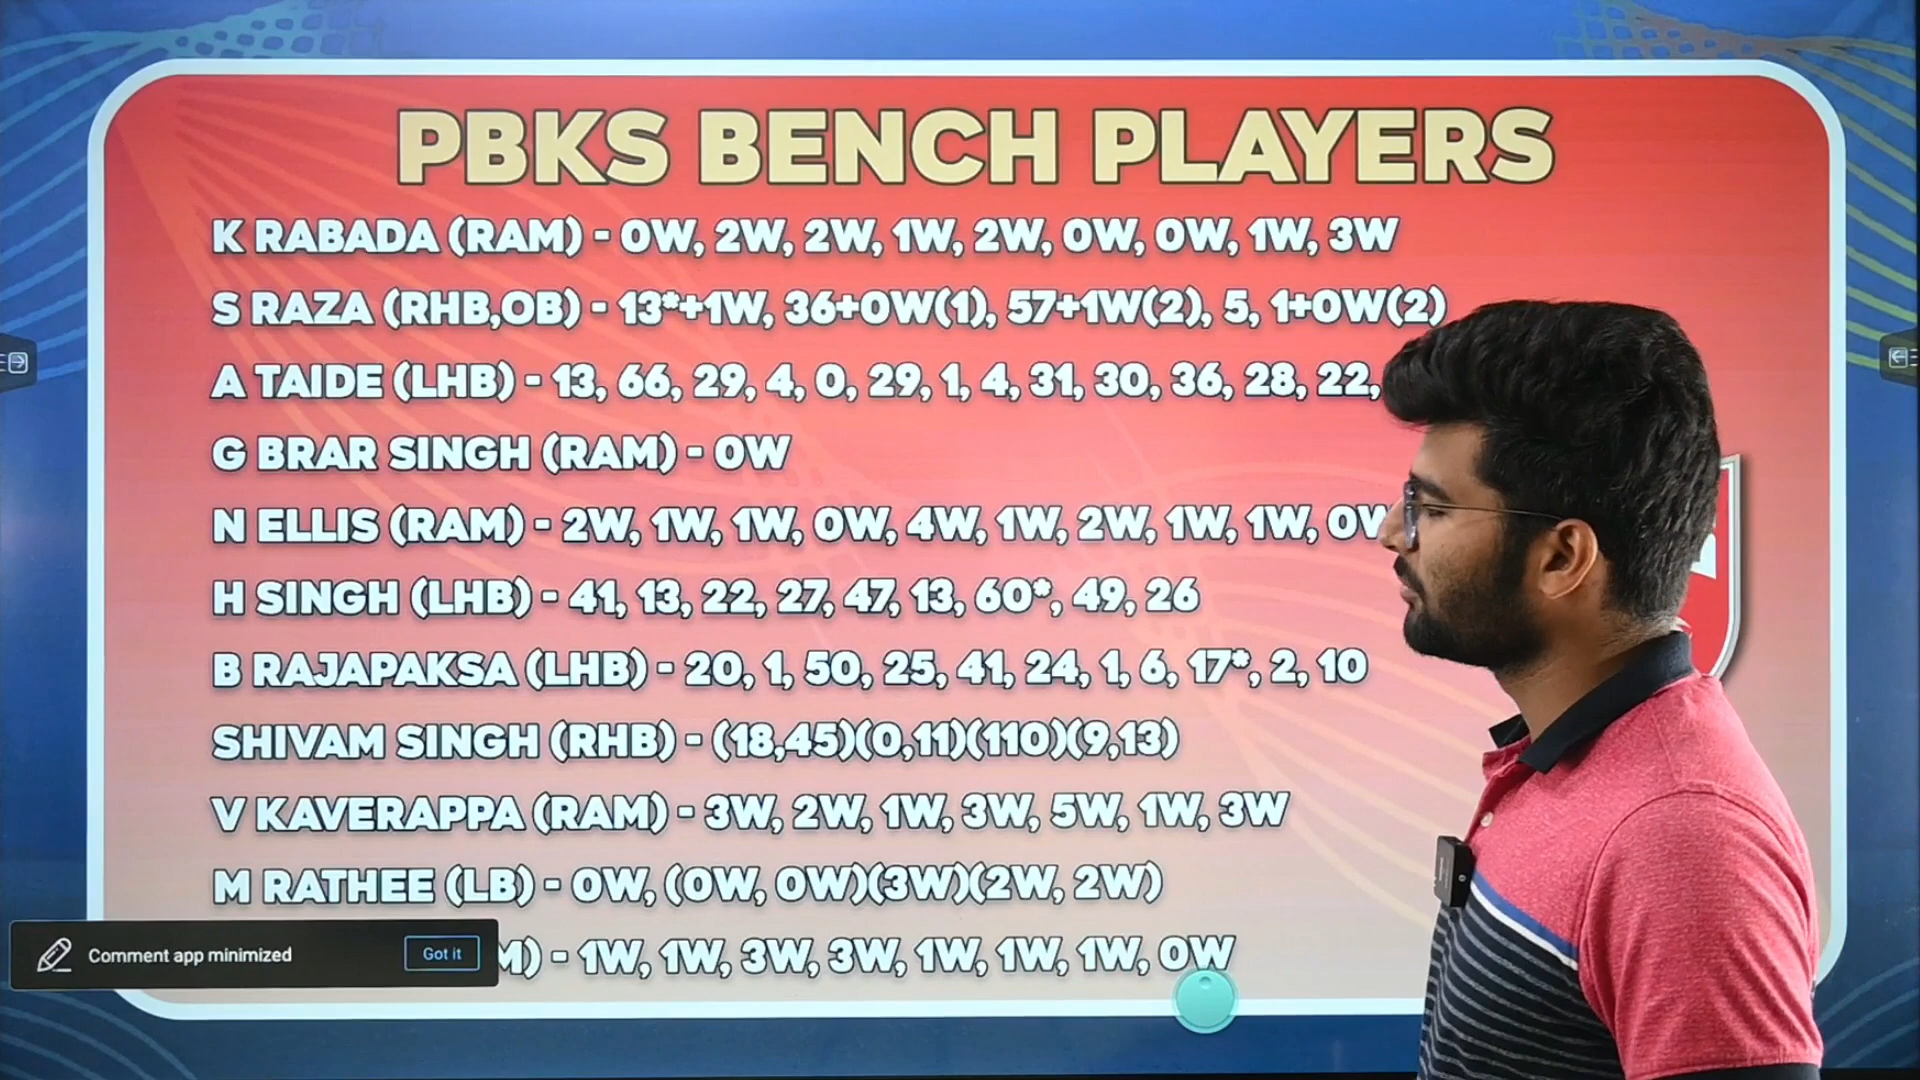 PBKS BENCH PLAYERS
K RABADA (RAM) - 0W, 2W, 2W, 1W, 2W, 0W, 0W, 1W, 3W
S RAZA (RHB,OB) - 13*+1W, 36+0W(1), 57+1W(2), 5, 1+0W(2)
A TAIDE (LHB) - 13, 66, 29, 4, 0, 29, 1, 4, 31, 30, 36, 28, 22,
G BRAR SINGH (RAM) - 0W
N ELLIS (RAM) - 2W, 1W, 1W, 0W, 4W, 1W, 2W, 1W, 1W, 0W
H SINGH (LHB) - 41, 13, 22, 27, 47, 13, 60*, 49, 26
B RAJAPAKSA (LHB) - 20, 1, 50, 25, 41, 24, 1, 6, 17*, 2, 10
SHIVAM SINGH (RHB) - (18,45)(0,11)(110)(9,13)
V KAVERAPPA (RAM) - 3W, 2W, 1W, 3W, 5W, 1W, 3W
M RATHEE (LB) - 0W, (0W, 0W)(3W)(2W, 2W)
M) - 1W, 1W, 3W, 3W, 1W, 1W, 1W, 0W
Comment app minimized
Got it